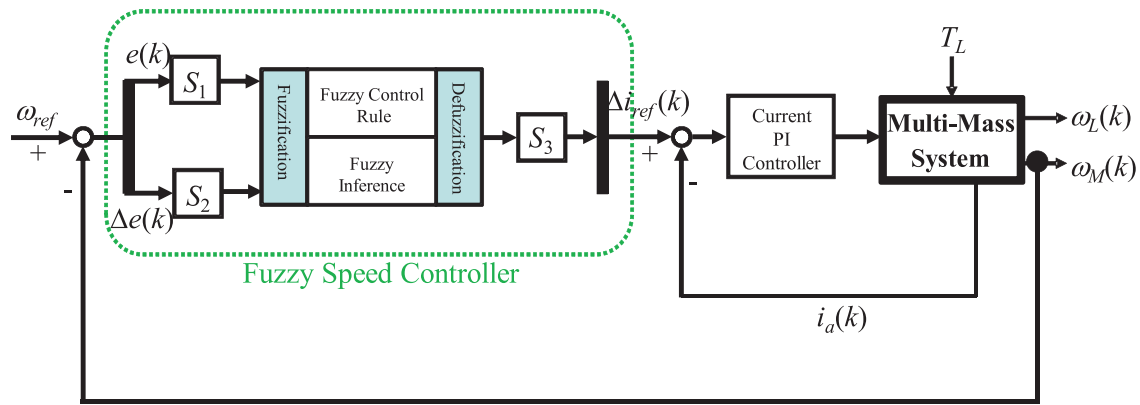 ω_ref
+
-
e(k)
S_1
Δe(k)
S_2
Fuzzification
Fuzzy Control
Rule
Fuzzy
Inference
Defuzzification
S_3
Δi_ref(k)
+
-
Current
PI
Controller
T_L
Multi-Mass
System
ω_L(k)
ω_M(k)
Fuzzy Speed Controller
i_a(k)